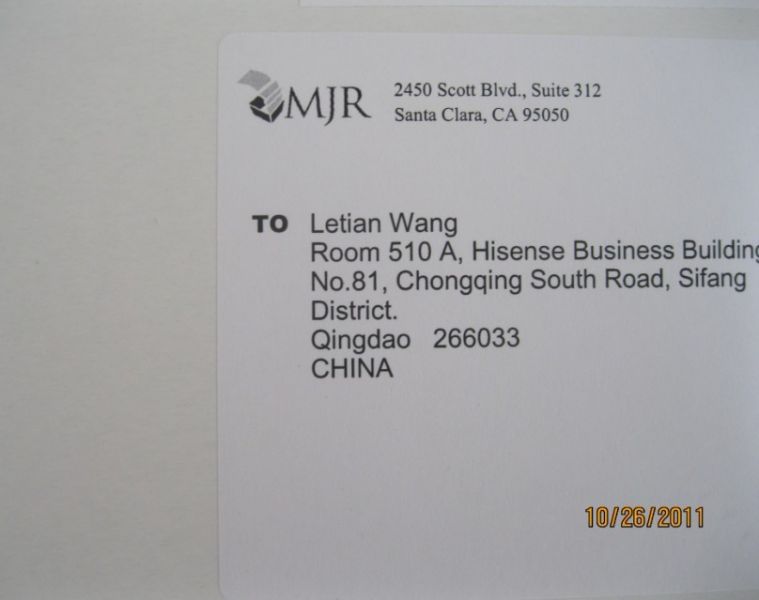 MJR
2450 Scott Blvd., Suite 312
Santa Clara, CA 95050
TO Letian Wang
Room 510 A, Hisense Business Building
No.81, Chongqing South Road, Sifang
District.
Qingdao 266033
CHINA
10/26/2011